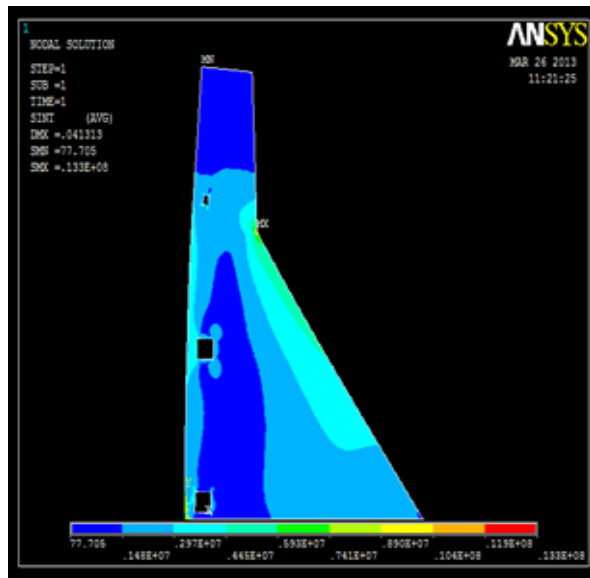 1
NODAL SOLUTION
STEP=1
SUB =1
TIME=1
SINT (AVG)
DMX =.041313
SMN =77.705
SMX =.133E+08
ANSYS
MAR 26 2013
11:21:25
MN
MX
X
77.705 .297E+07 .593E+07 .890E+07 .119E+08
.148E+07 .445E+07 .741E+07 .104E+08 .133E+08